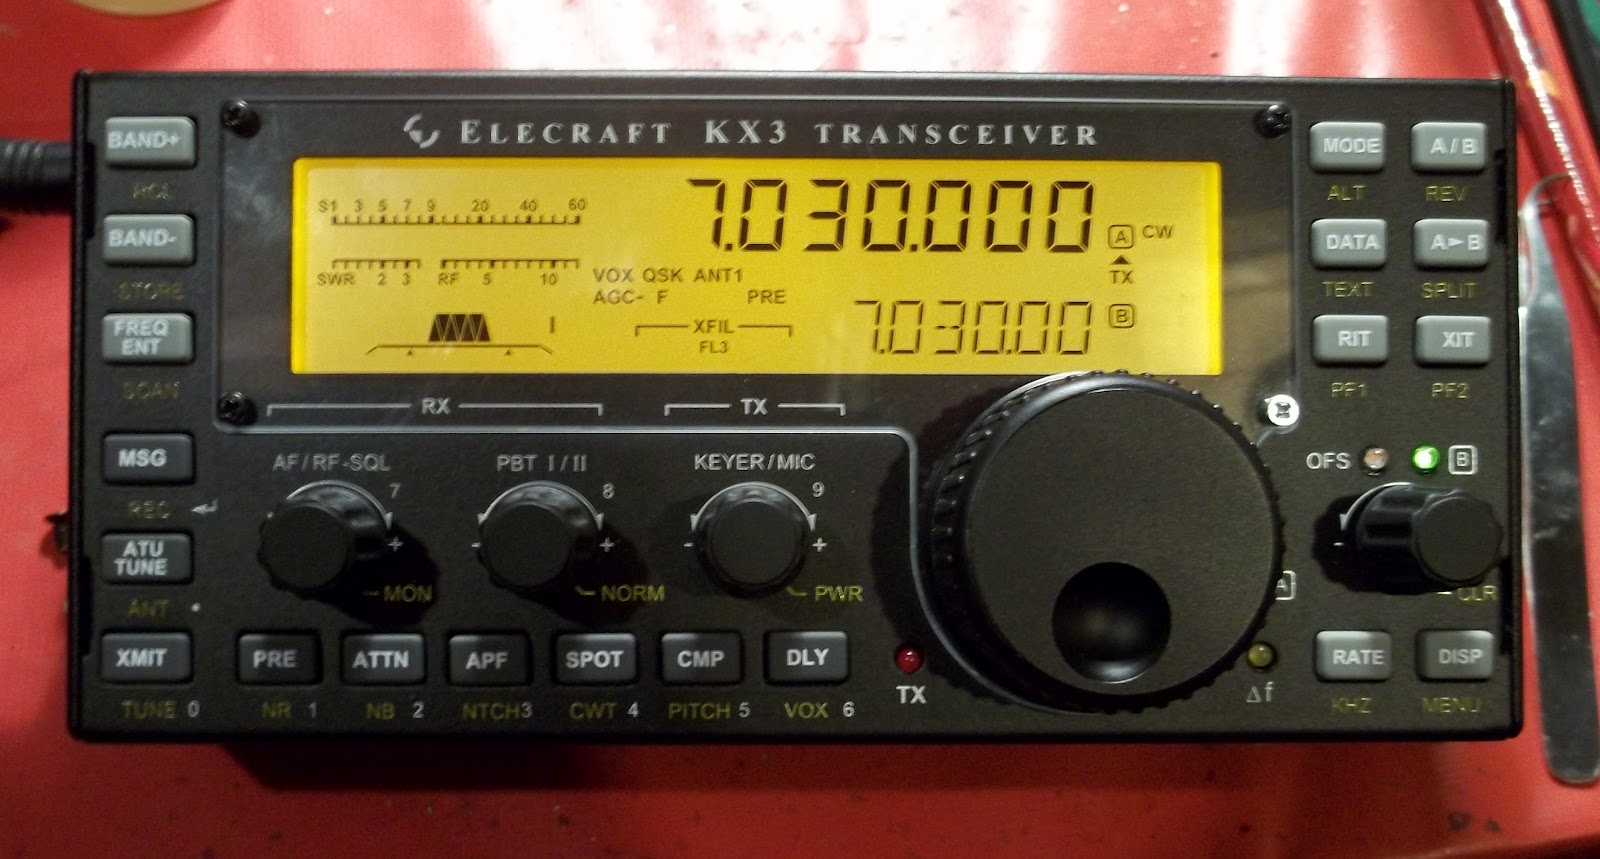 ELECRAFT KX3 TRANSCEIVER
BAND+
RCL
BAND-
STORE
FREQ
ENT
SCAN
MSG
REC
ATU
TUNE
ANT
XMIT
TUNE 0
S1 3 5 7 9 20 40 60
7.030.000
A CW
TX
SWR 2 3 RF 5 10
VOX QSK ANT1
AGC- F PRE
XFIL
FL3
I
7.030.00
B
MODE A/B
ALT REV
DATA A►B
TEXT SPLIT
RIT XIT
PF1 PF2
RX TX
AF/RF-SQL PBT I/II KEYER/MIC
7 8 9
+ - + - +
MON NORM PWR
OFS B
-
A
CLR
PRE ATTN APF SPOT CMP DLY
NR 1 NB 2 NTCH3 CWT 4 PITCH 5 VOX 6
TX
Δf
RATE DISP
KHZ MENU